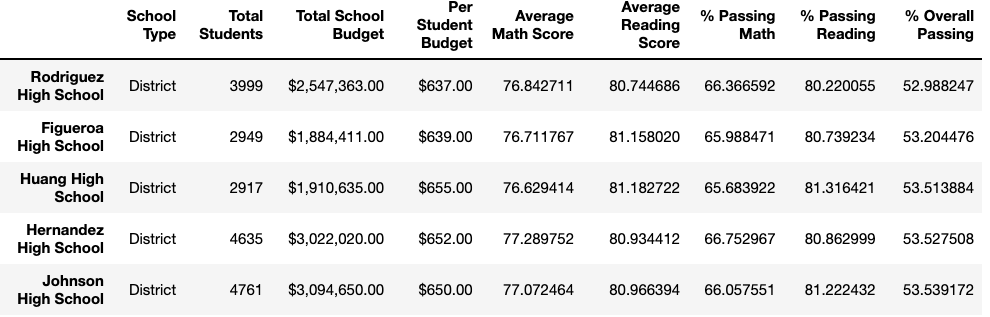 School Type Total Students Total School Budget Per Student Budget Average Math Score Average Reading Score % Passing Math % Passing Reading % Overall Passing
Rodriguez High School District 3999 $2,547,363.00 $637.00 76.842711 80.744686 66.366592 80.220055 52.988247
Figueroa High School District 2949 $1,884,411.00 $639.00 76.711767 81.158020 65.988471 80.739234 53.204476
Huang High School District 2917 $1,910,635.00 $655.00 76.629414 81.182722 65.683922 81.316421 53.513884
Hernandez High School District 4635 $3,022,020.00 $652.00 77.289752 80.934412 66.752967 80.862999 53.527508
Johnson High School District 4761 $3,094,650.00 $650.00 77.072464 80.966394 66.057551 81.222432 53.539172